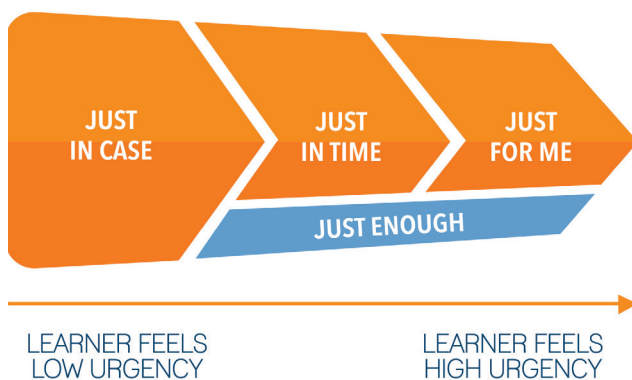 JUST
IN CASE
JUST
IN TIME
JUST
FOR ME
JUST ENOUGH
LEARNER FEELS
LOW URGENCY
LEARNER FEELS
HIGH URGENCY